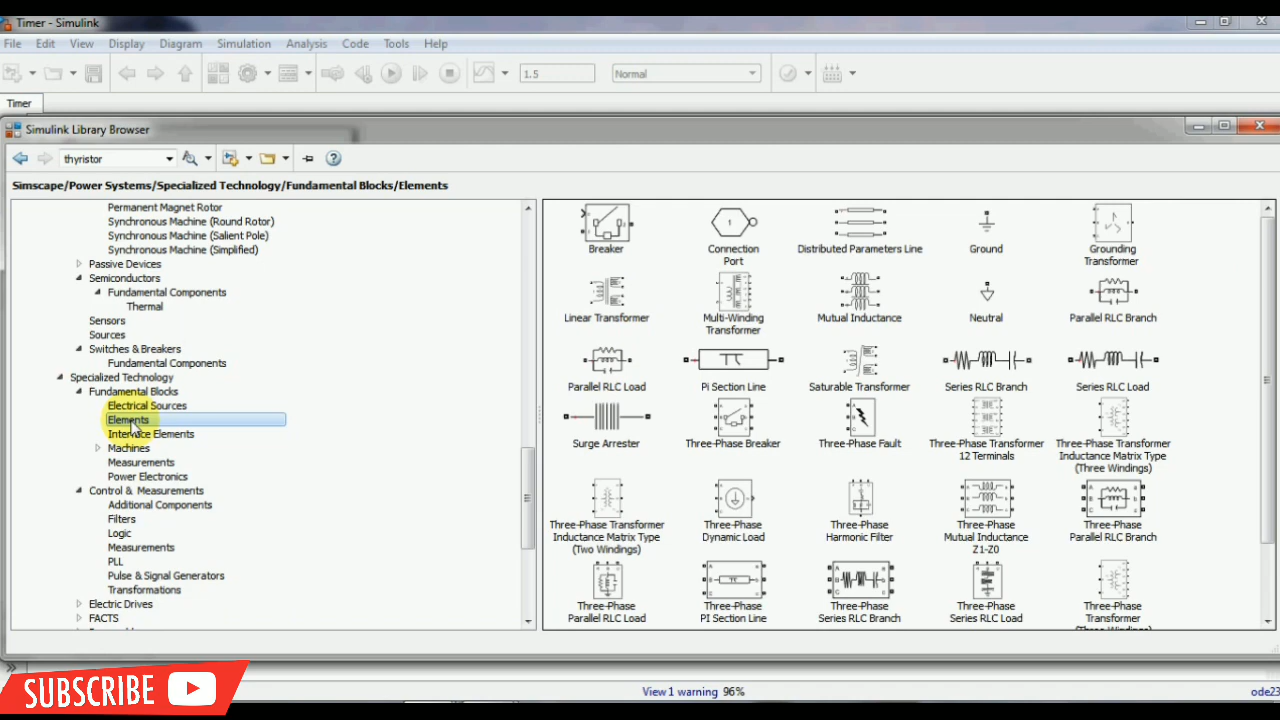 Timer - Simulink
File Edit View Display Diagram Simulation Analysis Code Tools Help
1.5 Normal
Timer
Simulink Library Browser
thyristor
Simscape/Power Systems/Specialized Technology/Fundamental Blocks/Elements
Permanent Magnet Rotor
Synchronous Machine (Round Rotor)
Synchronous Machine (Salient Pole)
Synchronous Machine (Simplified)
Passive Devices
Semiconductors
Fundamental Components
Thermal
Sensors
Sources
Switches & Breakers
Fundamental Components
Specialized Technology
Fundamental Blocks
Electrical Sources
Elements
Interface Elements
Machines
Measurements
Power Electronics
Control & Measurements
Additional Components
Filters
Logic
Measurements
PLL
Pulse & Signal Generators
Transformations
Electric Drives
FACTS
Breaker
Connection
Port
Distributed Parameters Line
Ground
Grounding
Transformer
Linear Transformer
Multi-Winding
Transformer
Mutual Inductance
Neutral
Parallel RLC Branch
Parallel RLC Load
Pi Section Line
Saturable Transformer
Series RLC Branch
Series RLC Load
Surge Arrester
Three-Phase Breaker
Three-Phase Fault
Three-Phase Transformer
12 Terminals
Three-Phase Transformer
Inductance Matrix Type
(Three Windings)
Three-Phase Transformer
Inductance Matrix Type
(Two Windings)
Three-Phase
Dynamic Load
Three-Phase
Harmonic Filter
Three-Phase
Mutual Inductance
Z1-Z0
Three-Phase
Parallel RLC Branch
Three-Phase
Parallel RLC Load
Three-Phase
PI Section Line
Three-Phase
Series RLC Branch
Three-Phase
Series RLC Load
Three-Phase
Transformer
(Three Windings)
View 1 warning 96% ode23
SUBSCRIBE